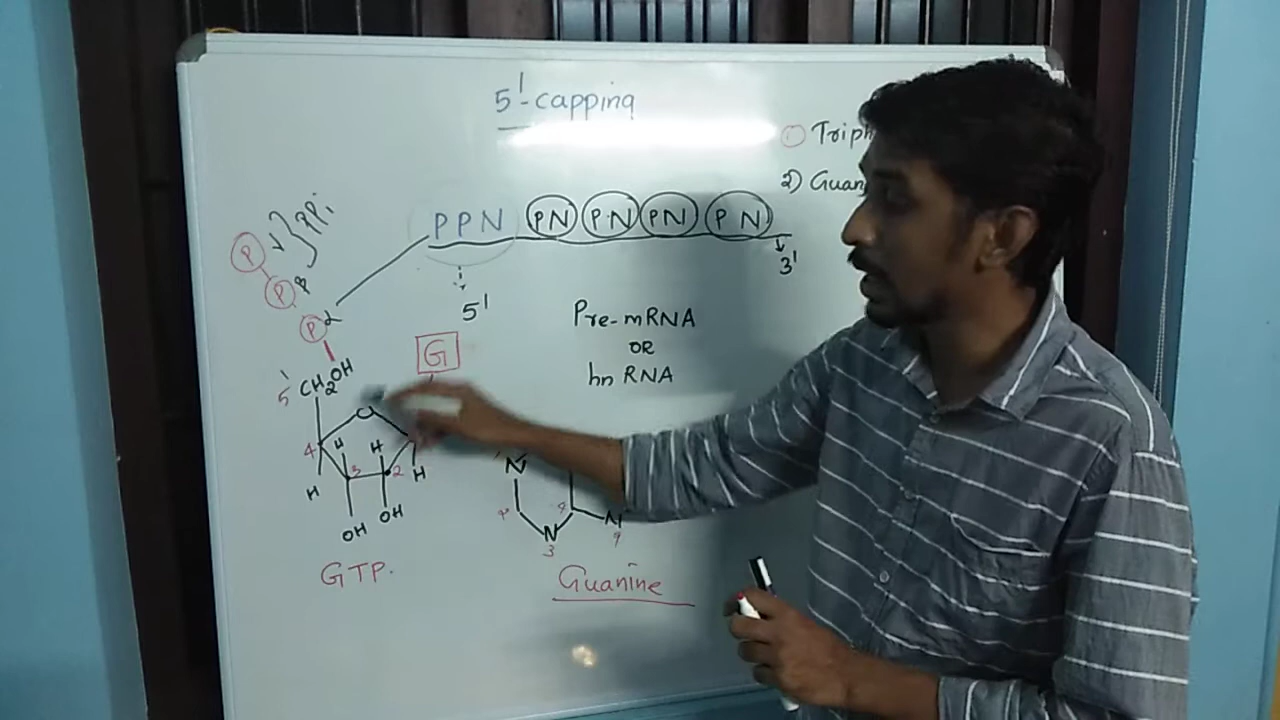 5'-capping
① Triph
2) Guan
P P N PN PN PN PN
3'
5'
P γ } PPi
P β
P α
G
Pre-mRNA
OR
hn RNA
5' CH2OH
O
4 H H
3 2 H
H
OH OH
N
N N
3 9
GTP.
Guanine